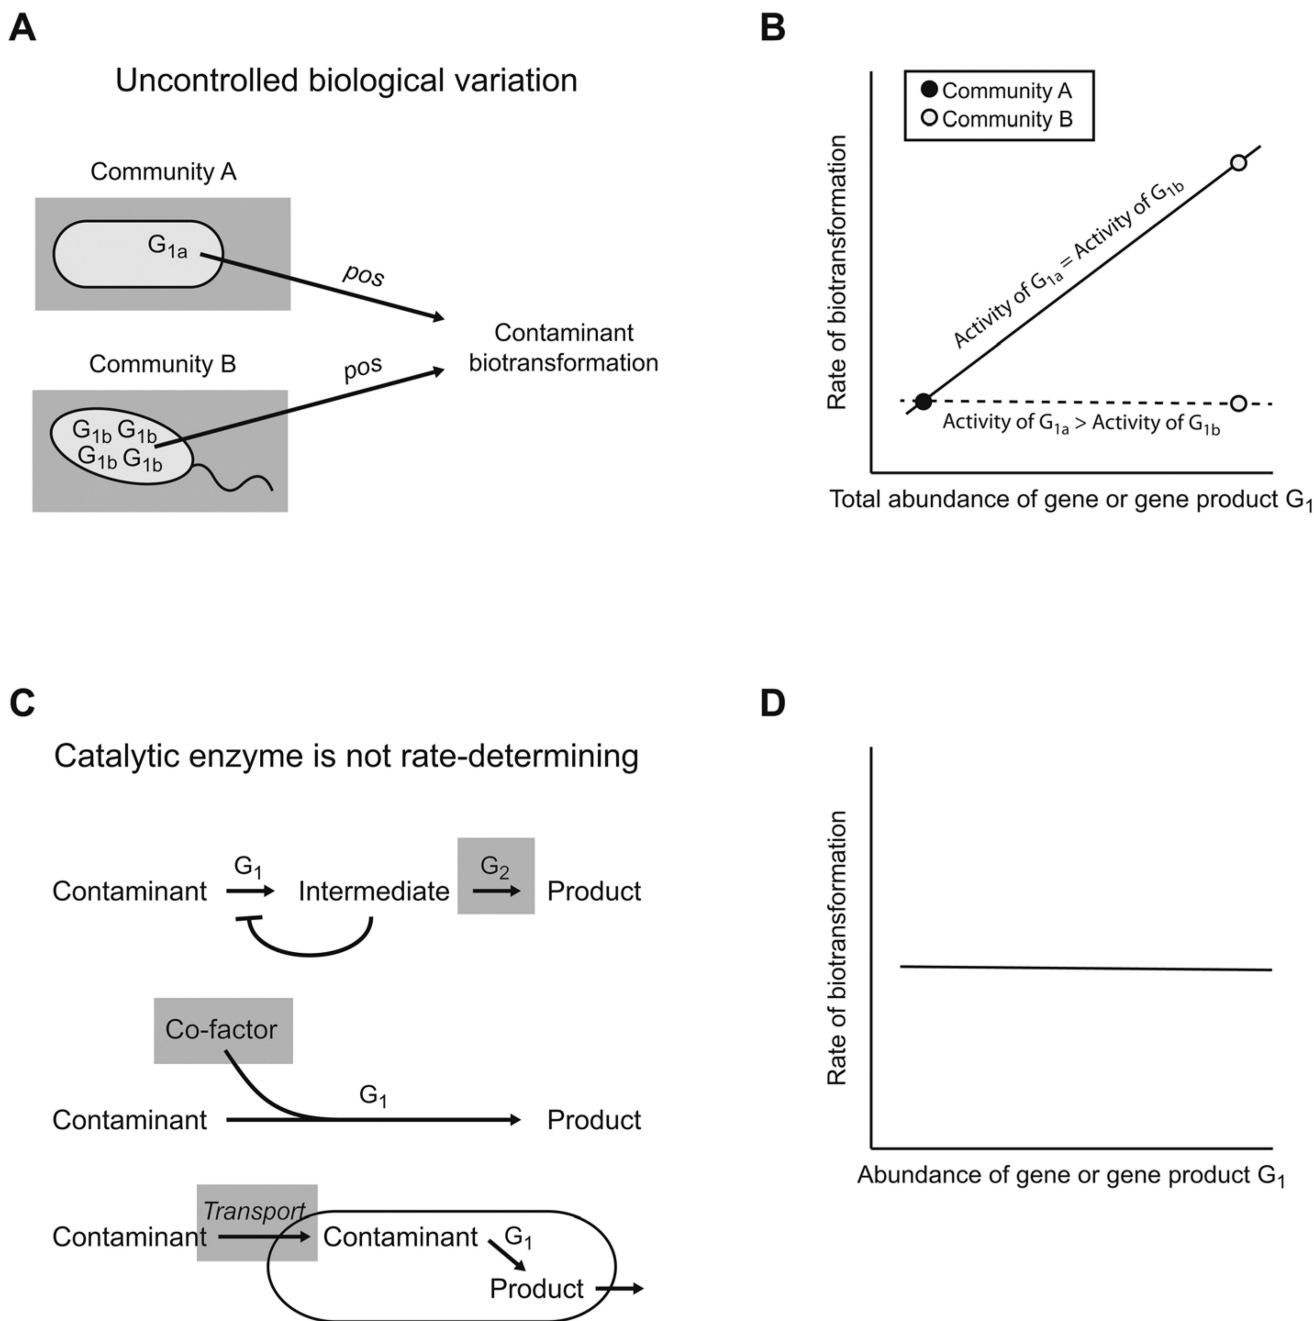 A
Uncontrolled biological variation
Community A
G1a
pos
Contaminant
biotransformation
Community B
pos
G1b G1b
G1b G1b
B
Community A
Community B
Rate of biotransformation
Activity of G1a = Activity of G1b
Activity of G1a > Activity of G1b
Total abundance of gene or gene product G1
C
Catalytic enzyme is not rate-determining
G1
G2
Contaminant
Intermediate
Product
Co-factor
G1
Contaminant
Product
Transport
Contaminant
Contaminant
G1
Product
D
Rate of biotransformation
Abundance of gene or gene product G1